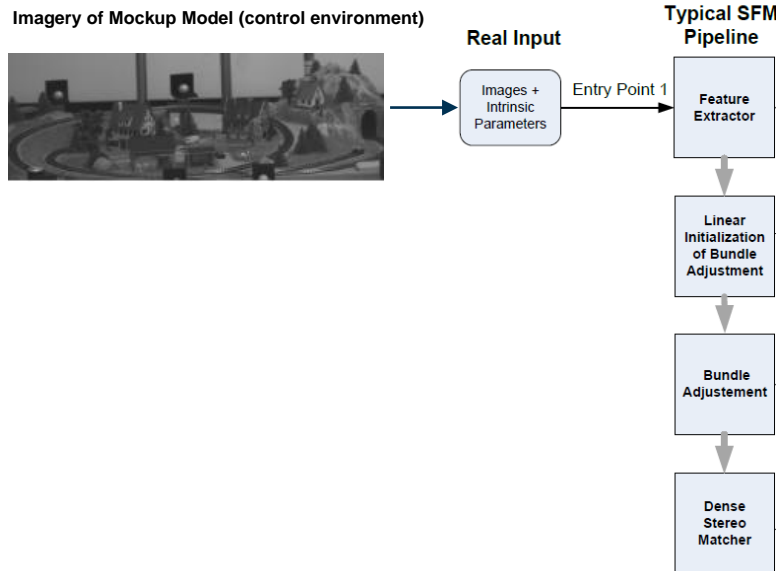 Imagery of Mockup Model (control environment)
Typical SFM
Pipeline
Real Input
Images +
Intrinsic
Parameters
Entry Point 1
Feature
Extractor
Linear
Initialization
of Bundle
Adjustment
Bundle
Adjustement
Dense
Stereo
Matcher